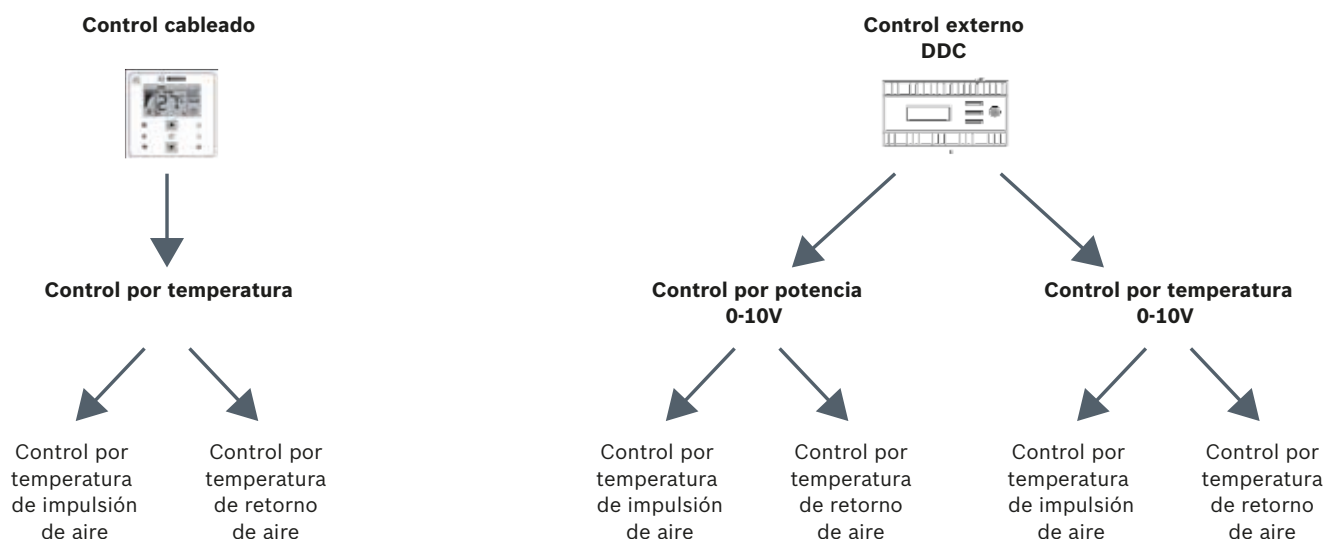 Control cableado
Control externo
DDC
27
Control por temperatura
Control por potencia
0-10V
Control por temperatura
0-10V
Control por
temperatura
de impulsión
de aire
Control por
temperatura
de retorno
de aire
Control por
temperatura
de impulsión
de aire
Control por
temperatura
de retorno
de aire
Control por
temperatura
de impulsión
de aire
Control por
temperatura
de retorno
de aire